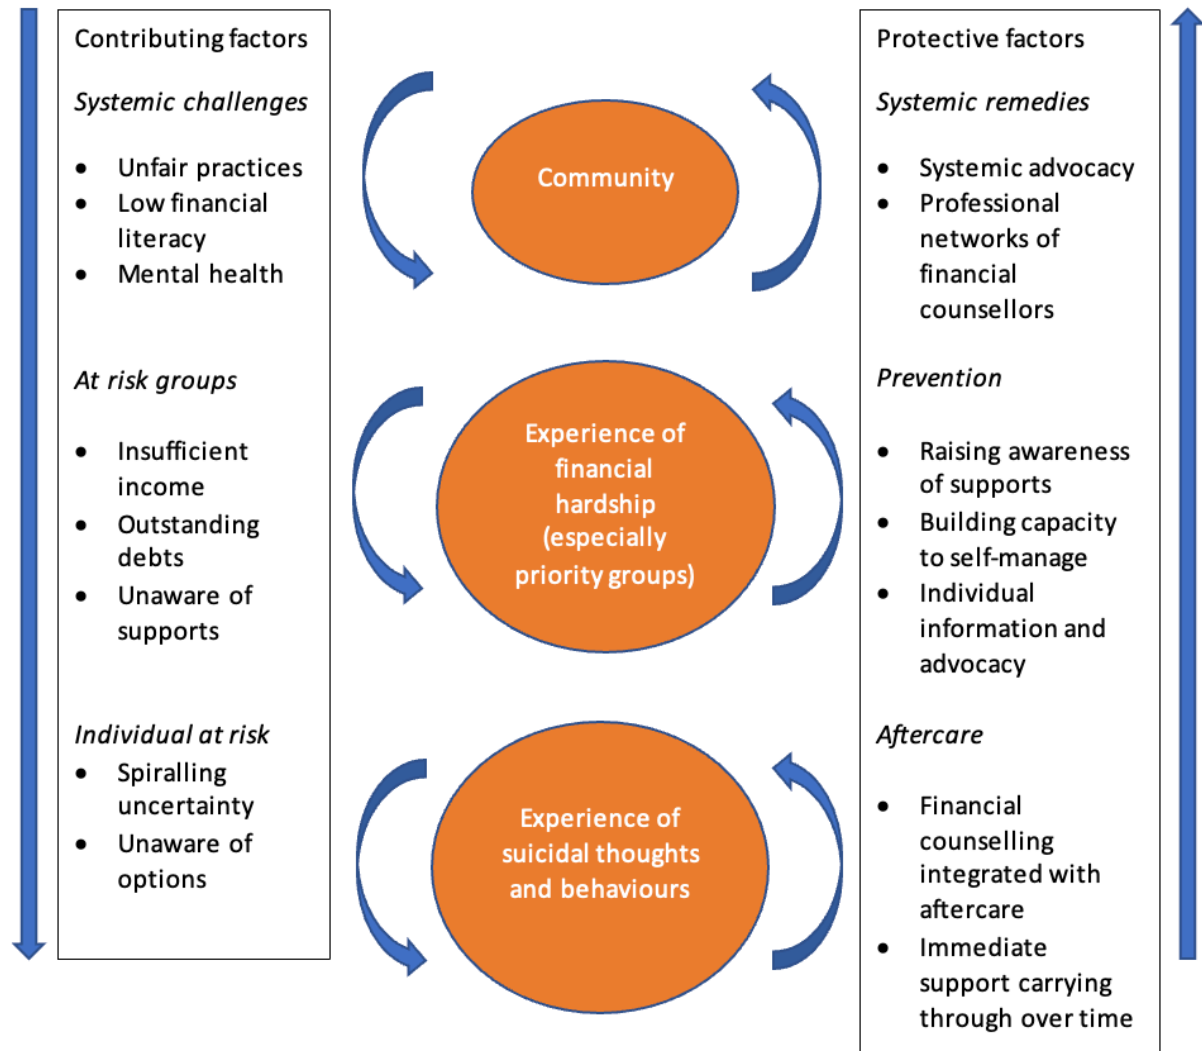 Contributing factors
Systemic challenges
• Unfair practices
• Low financial
literacy
• Mental health
At risk groups
• Insufficient
income
• Outstanding
debts
• Unaware of
supports
Individual at risk
• Spiralling
uncertainty
• Unaware of
options
Community
Experience of
financial
hardship
(especially
priority groups)
Experience of
suicidal thoughts
and behaviours
Protective factors
Systemic remedies
• Systemic advocacy
• Professional
networks of
financial
counsellors
Prevention
• Raising awareness
of supports
• Building capacity
to self-manage
• Individual
information and
advocacy
Aftercare
• Financial
counselling
integrated with
aftercare
• Immediate
support carrying
through over time